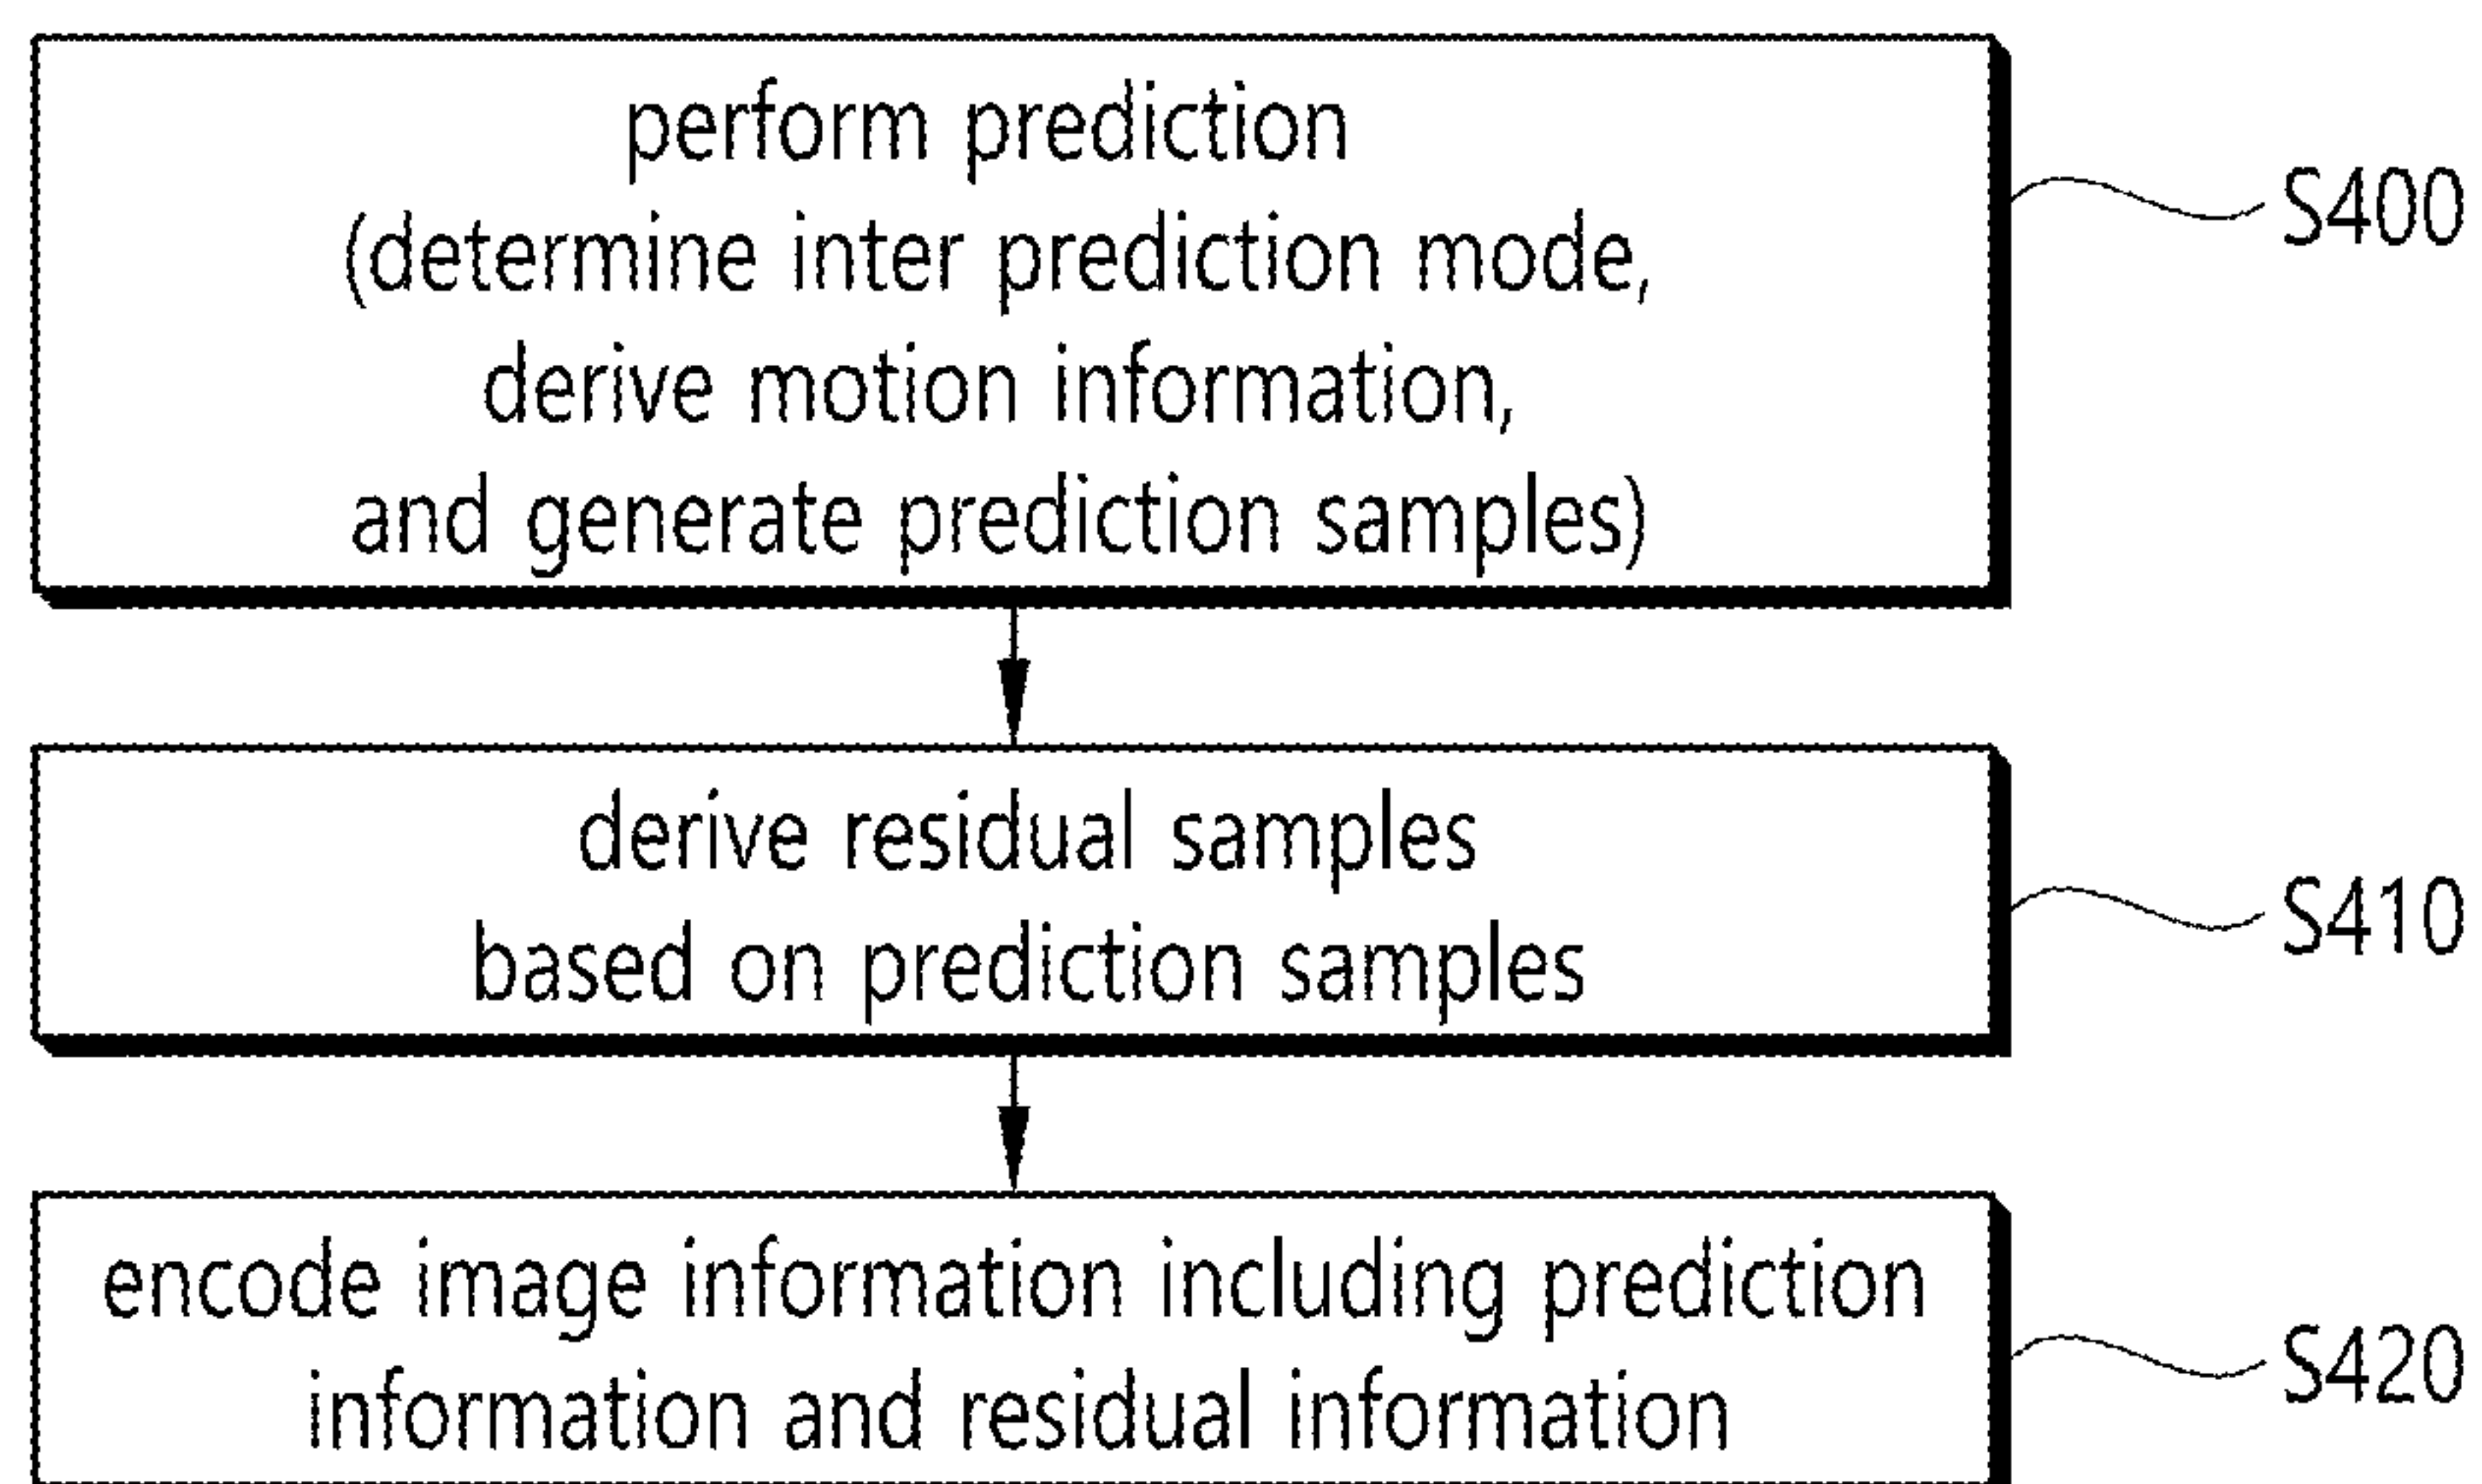 perform prediction
(determine inter prediction mode,
derive motion information,
and generate prediction samples)
S400
derive residual samples
based on prediction samples
S410
encode image information including prediction
information and residual information
S420